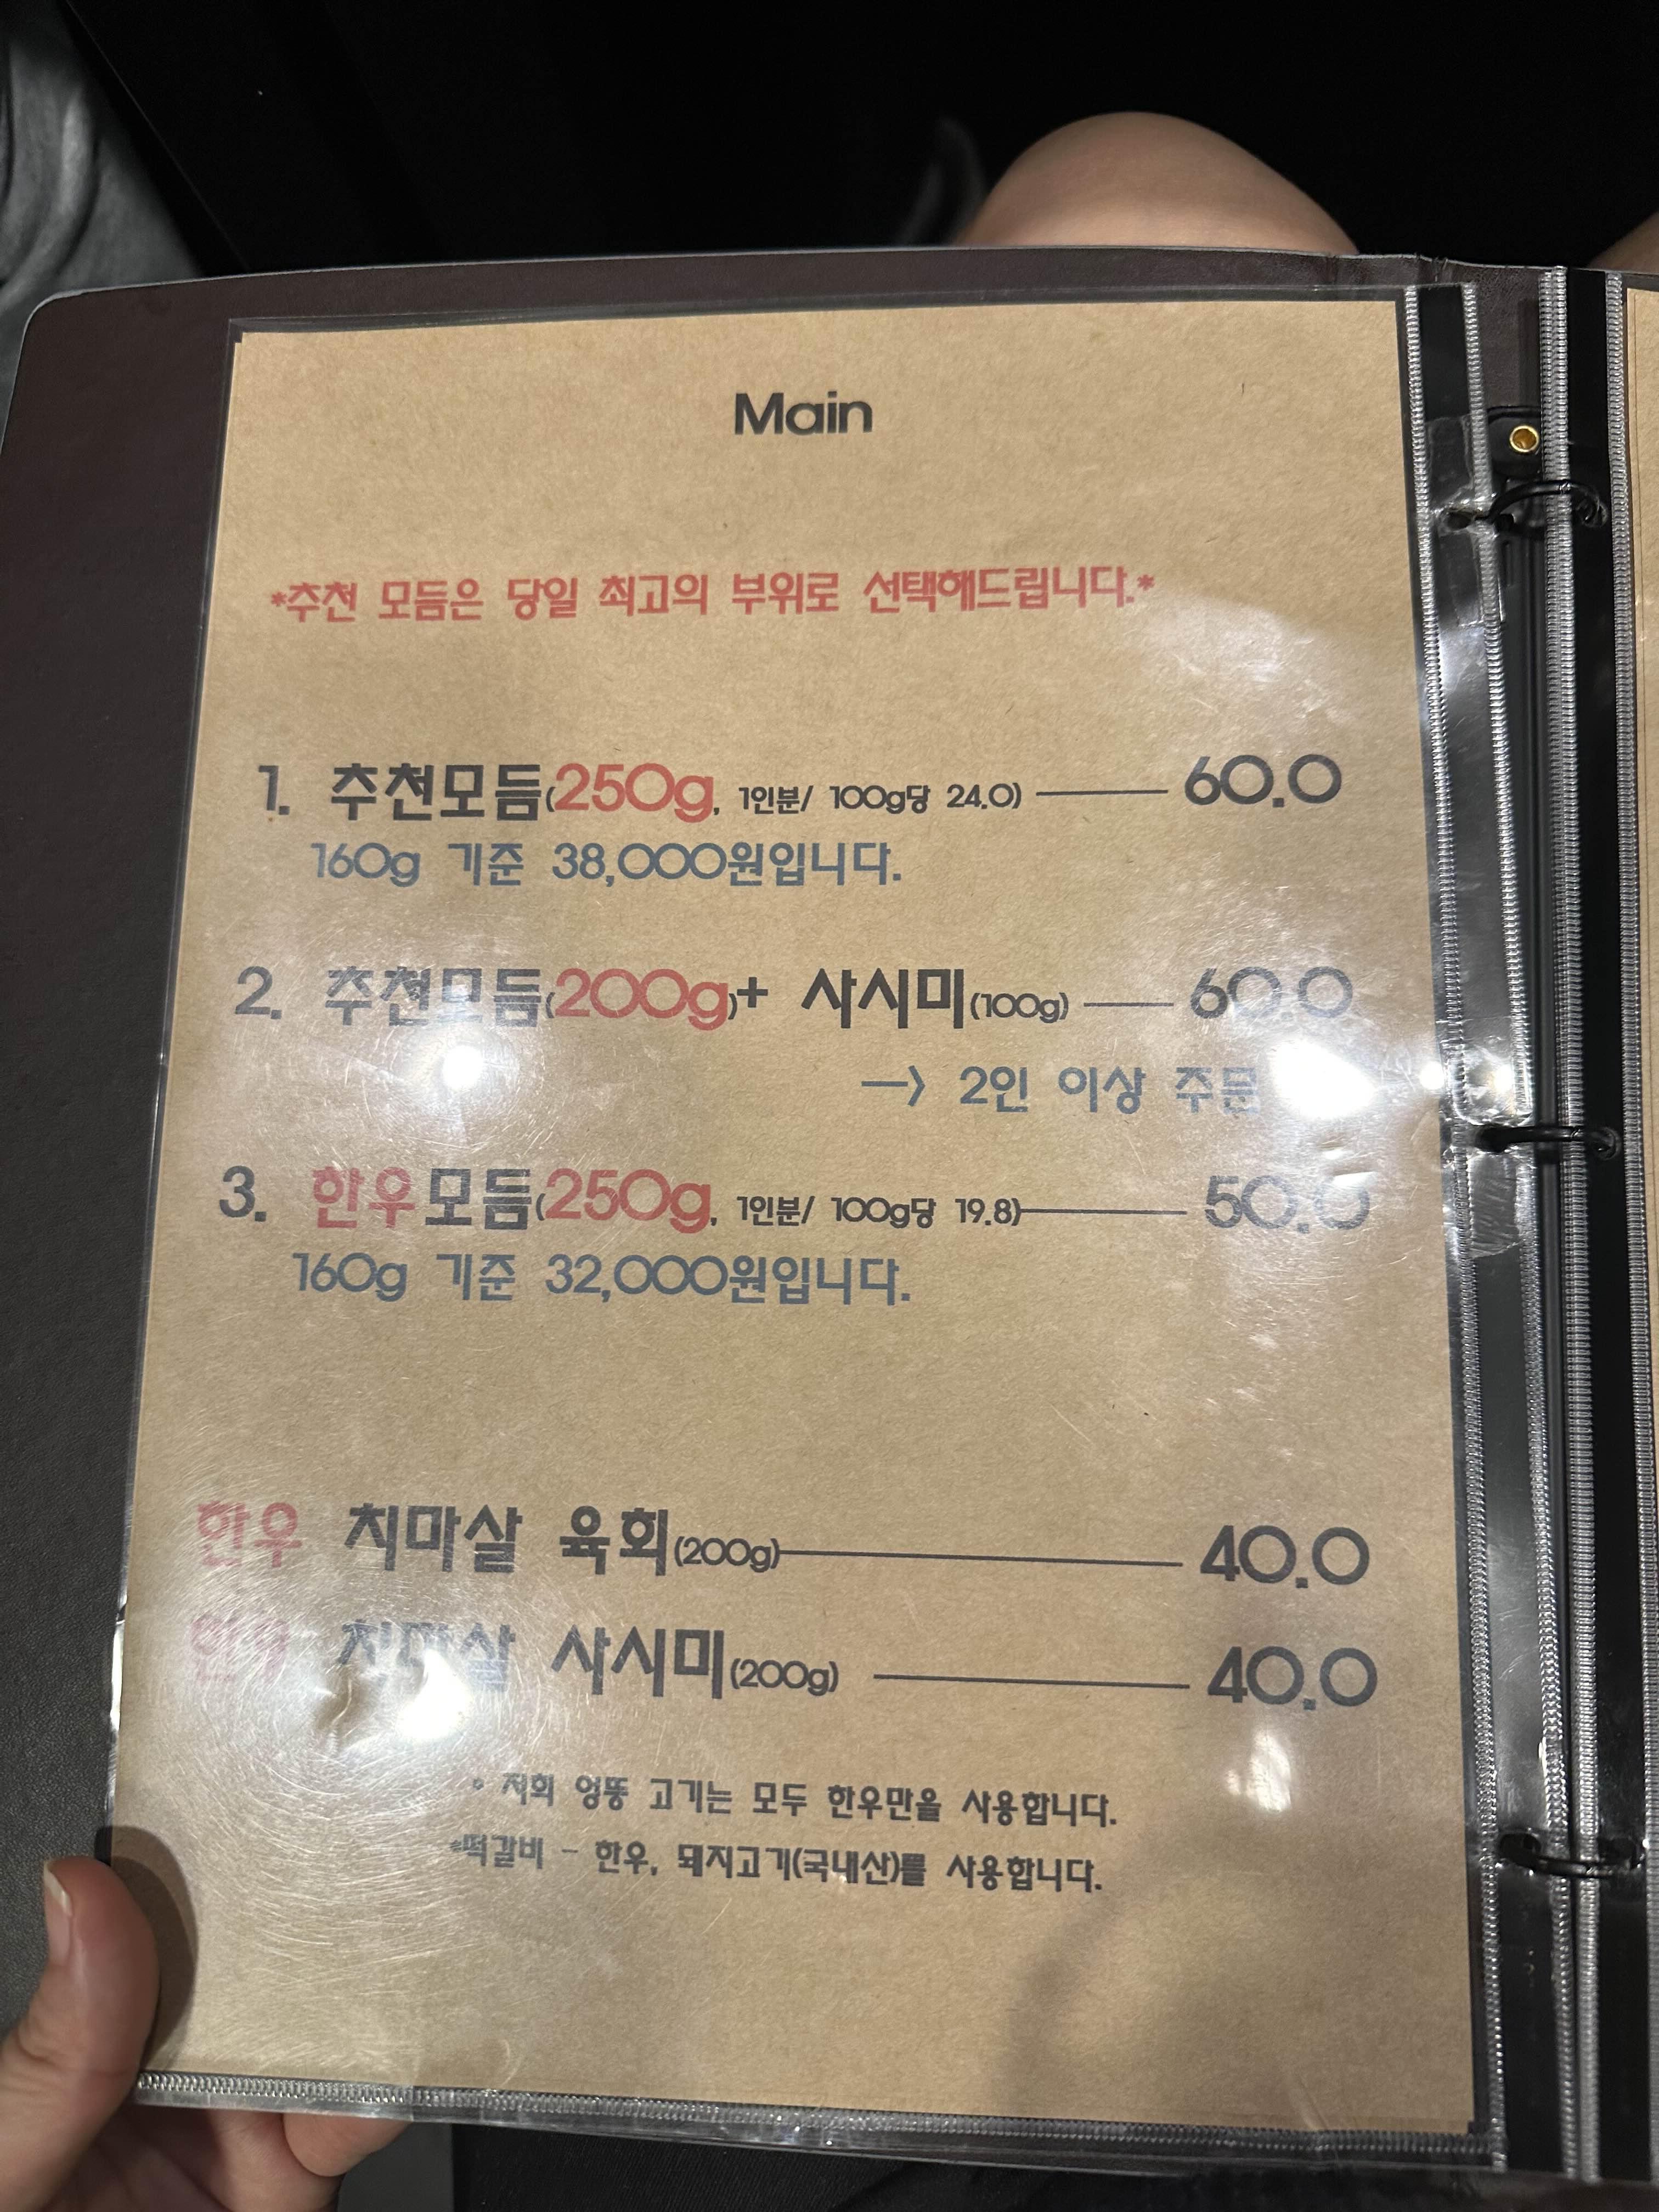 Main
*추천 모듬은 당일 최고의 부위로 선택해드립니다.*
1. 추천모듬(250g, 1인분/ 100g당 24.0) 60.0
160g 기준 38,000원입니다.
2. 추천모듬(200g)+ 사시미(100g) 60.0
—> 2인 이상 주문
3. 한우모듬(250g, 1인분/ 100g당 19.8) 50.0
160g 기준 32,000원입니다.
한우 치마살 육회(200g) 40.0
한우 치마살 사시미(200g) 40.0
* 저희 엉뚱 고기는 모두 한우만을 사용합니다.
*떡갈비 - 한우, 돼지고기(국내산)를 사용합니다.